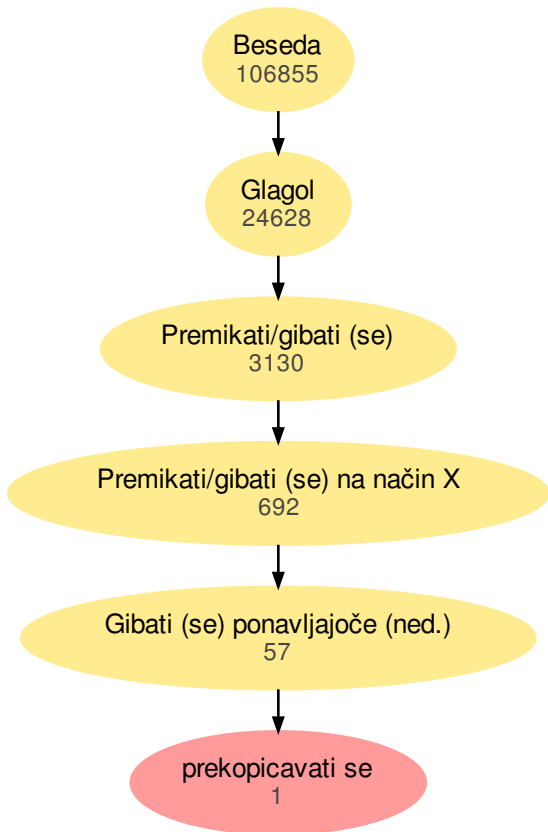 Beseda
106855
Glagol
24628
Premikati/gibati (se)
3130
Premikati/gibati (se) na način X
692
Gibati (se) ponavljajoče (ned.)
57
prekopicavati se
1